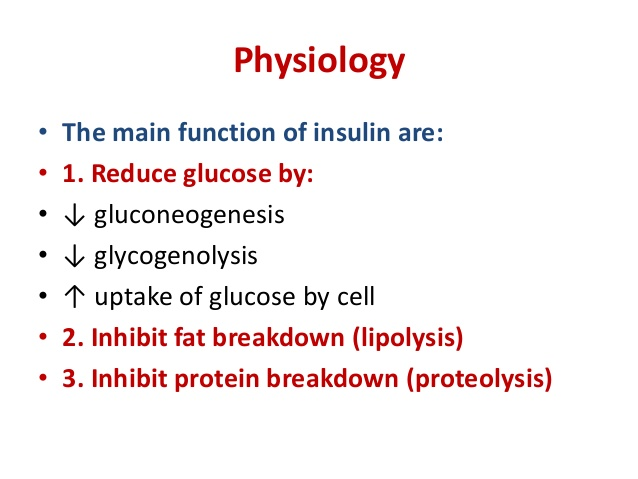 Physiology
• The main function of insulin are:
• 1. Reduce glucose by:
• ↓ gluconeogenesis
• ↓ glycogenolysis
• ↑ uptake of glucose by cell
• 2. Inhibit fat breakdown (lipolysis)
• 3. Inhibit protein breakdown (proteolysis)